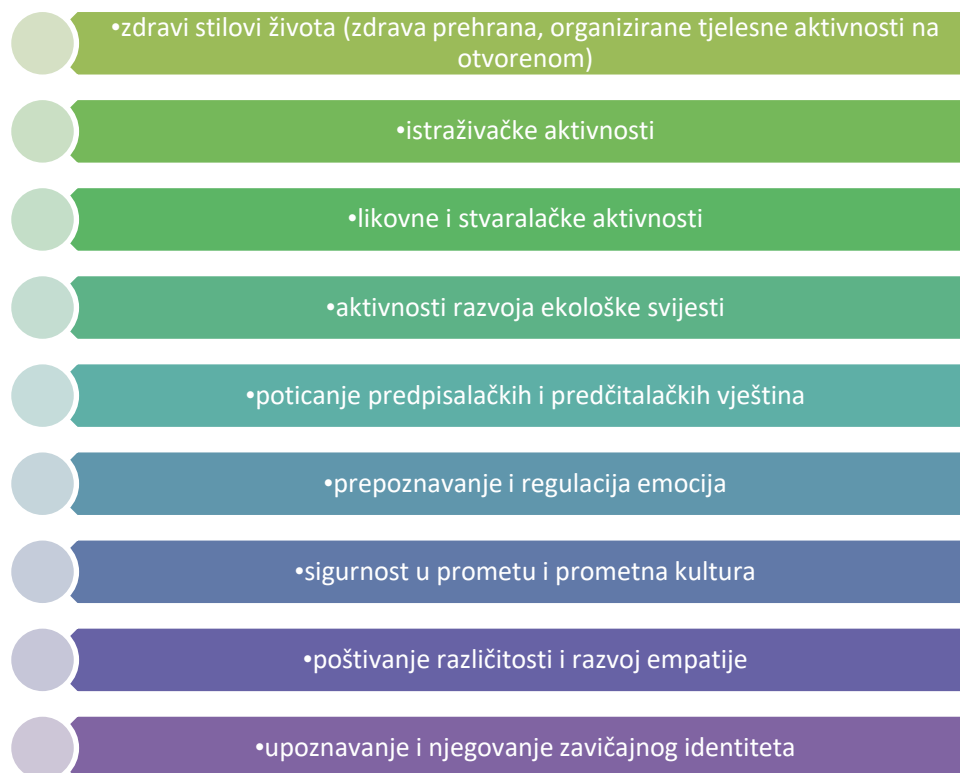 •zdravi stilovi života (zdrava prehrana, organizirane tjelesne aktivnosti na
otvorenom)
•istraživačke aktivnosti
•likovne i stvaralačke aktivnosti
•aktivnosti razvoja ekološke svijesti
•poticanje predpisalačkih i predčitalačkih vještina
•prepoznavanje i regulacija emocija
•sigurnost u prometu i prometna kultura
•poštivanje različitosti i razvoj empatije
•upoznavanje i njegovanje zavičajnog identiteta